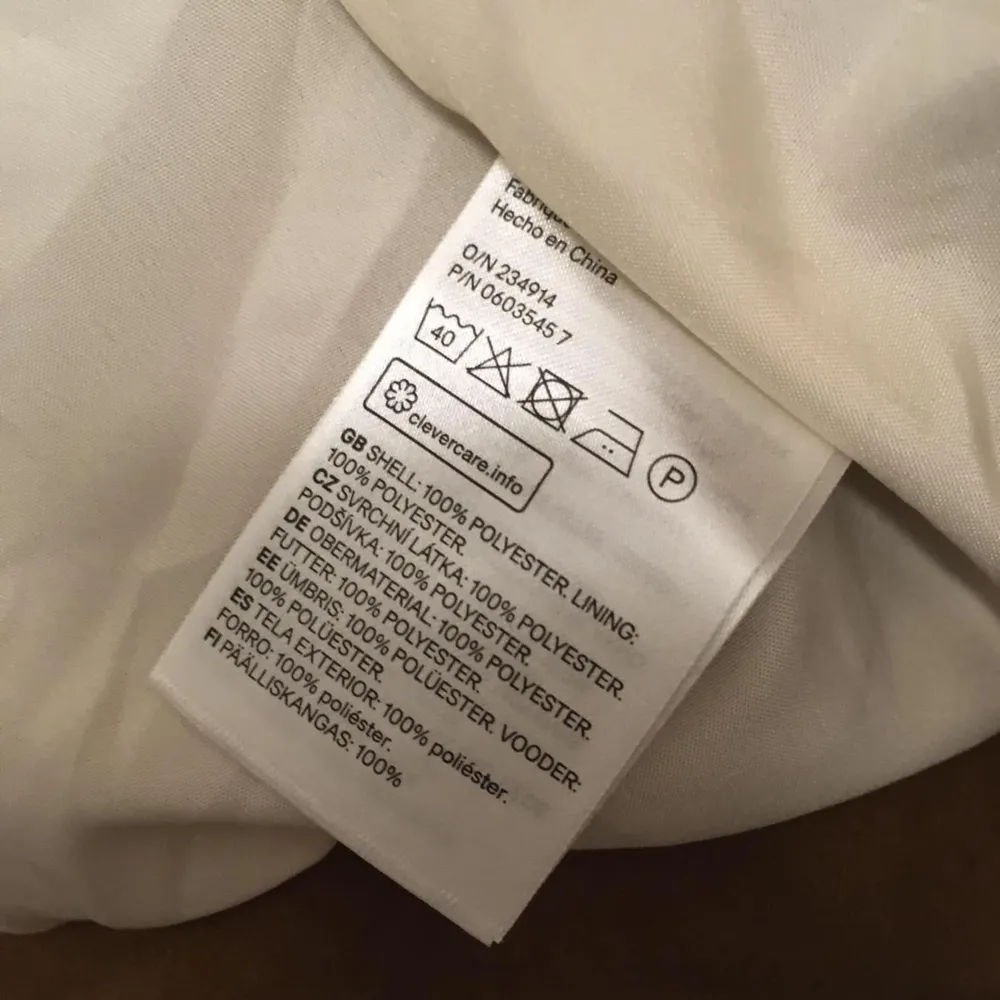 Hecho en China
O/N 234914
P/N 0603545 7
40
P
clevercare.info
GB SHELL: 100% POLYESTER. LINING:
100% POLYESTER.
CZ SVRCHNÍ LÁTKA: 100% POLYESTER.
PODŠÍVKA: 100% POLYESTER.
DE OBERMATERIAL: 100% POLYESTER.
FUTTER: 100% POLYESTER.
EE ÜMBRIS: 100% POLÜESTER. VOODER:
100% POLÜESTER.
ES TELA EXTERIOR: 100% poliéster.
FORRO: 100% poliéster.
FI PÄÄLLISKANGAS: 100%